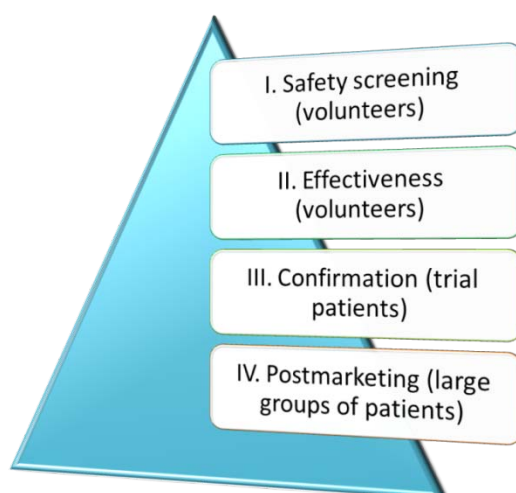 I. Safety screening
(volunteers)
II. Effectiveness
(volunteers)
III. Confirmation (trial
patients)
IV. Postmarketing (large
groups of patients)